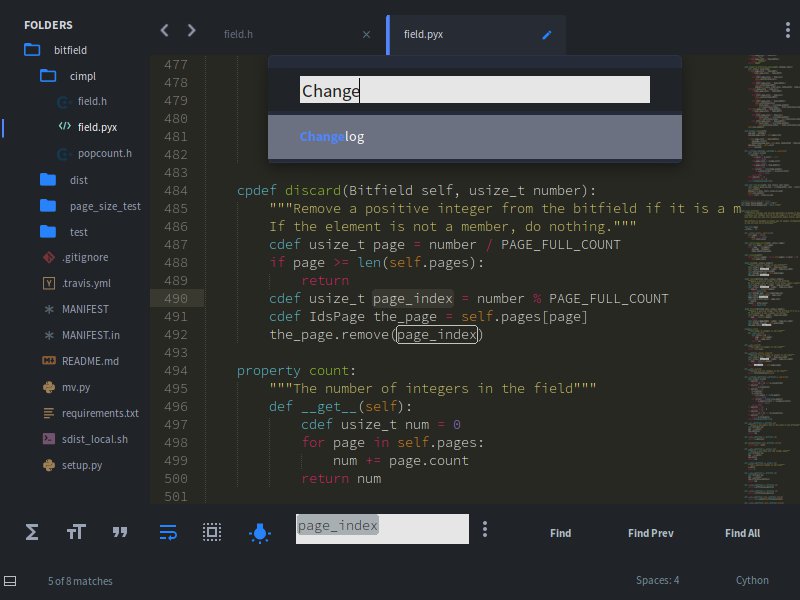 FOLDERS
bitfield
cimpl
field.h
field.pyx
popcount.h
dist
page_size_test
test
.gitignore
.travis.yml
MANIFEST
MANIFEST.in
README.md
mv.py
requirements.txt
sdist_local.sh
setup.py
field.h
field.pyx
Change
Changelog
477
478
479
480
481
482
483
484 cpdef discard(Bitfield self, usize_t number):
485 """Remove a positive integer from the bitfield if it is a m
486 If the element is not a member, do nothing."""
487 cdef usize_t page = number / PAGE_FULL_COUNT
488 if page >= len(self.pages):
489 return
490 cdef usize_t page_index = number % PAGE_FULL_COUNT
491 cdef IdsPage the_page = self.pages[page]
492 the_page.remove(page_index)
493
494 property count:
495 """The number of integers in the field"""
496 def __get__(self):
497 cdef usize_t num = 0
498 for page in self.pages:
499 num += page.count
500 return num
501
page_index
Find
Find Prev
Find All
5 of 8 matches
Spaces: 4
Cython